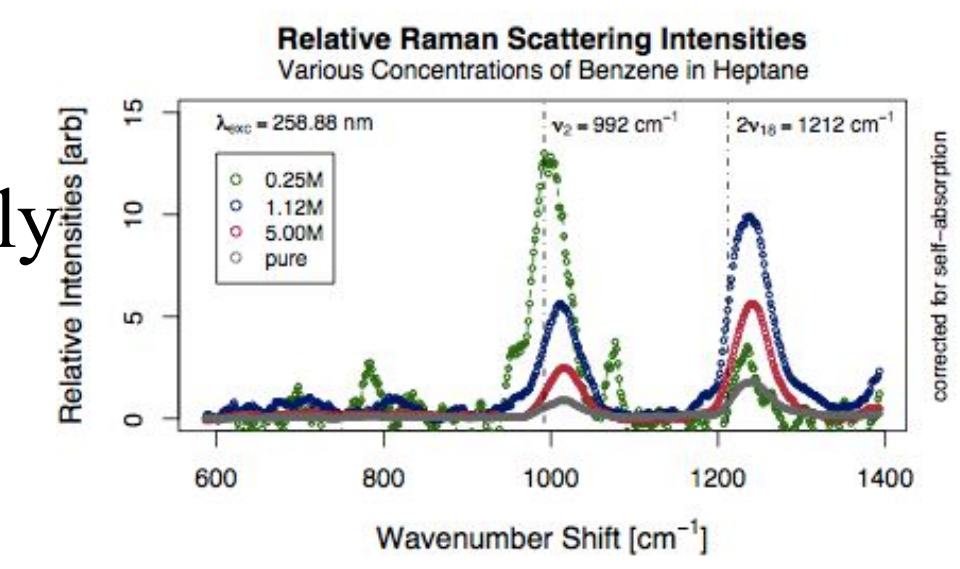 Relative Raman Scattering Intensities
Various Concentrations of Benzene in Heptane
ly
Relative Intensities [arb]
15
10
5
0
λexc = 258.88 nm
ν2 = 992 cm−1
2ν18 = 1212 cm−1
0.25M
1.12M
5.00M
pure
corrected for self−absorption
600
800
1000
1200
1400
Wavenumber Shift [cm−1]